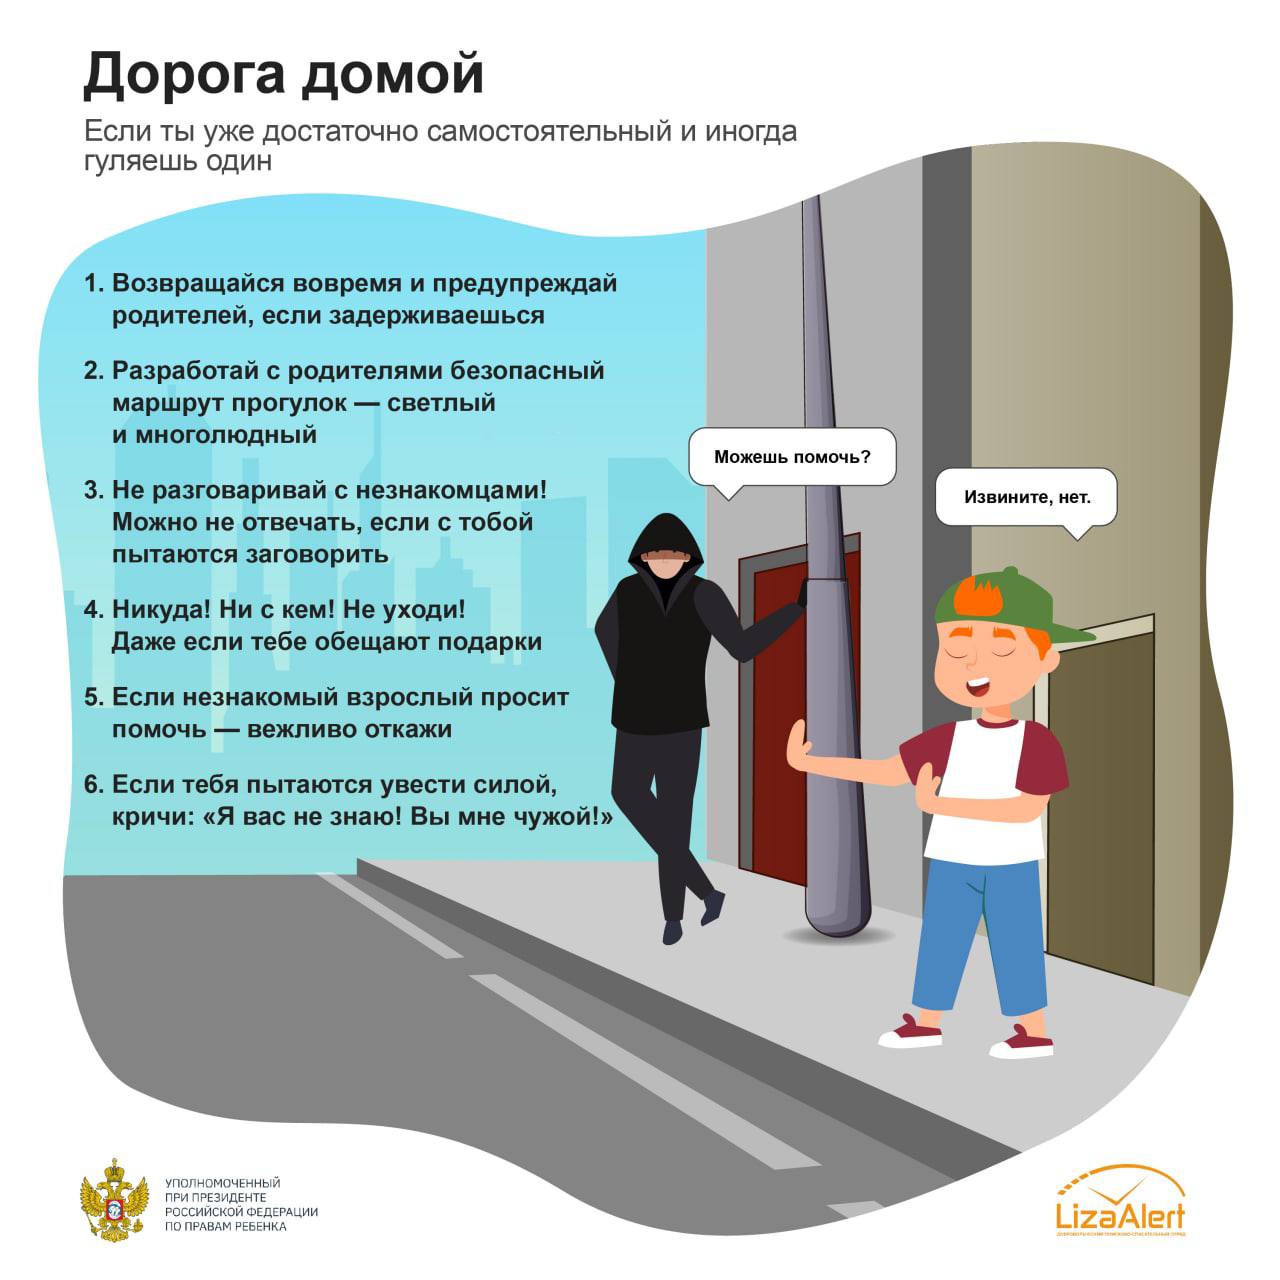 Дорога домой
Если ты уже достаточно самостоятельный и иногда
гуляешь один
1. Возвращайся вовремя и предупреждай
родителей, если задерживаешься
2. Разработай с родителями безопасный
маршрут прогулок — светлый
и многолюдный
3. Не разговаривай с незнакомцами!
Можно не отвечать, если с тобой
пытаются заговорить
4. Никуда! Ни с кем! Не уходи!
Даже если тебе обещают подарки
5. Если незнакомый взрослый просит
помочь — вежливо откажи
6. Если тебя пытаются увести силой,
кричи: «Я вас не знаю! Вы мне чужой!»
Можешь помочь?
Извините, нет.
УПОЛНОМОЧЕННЫЙ
ПРИ ПРЕЗИДЕНТЕ
РОССИЙСКОЙ ФЕДЕРАЦИИ
ПО ПРАВАМ РЕБЕНКА
LizaAlert
ДОБРОВОЛЬЧЕСКИЙ ПОИСКОВО-СПАСАТЕЛЬНЫЙ ОТРЯД